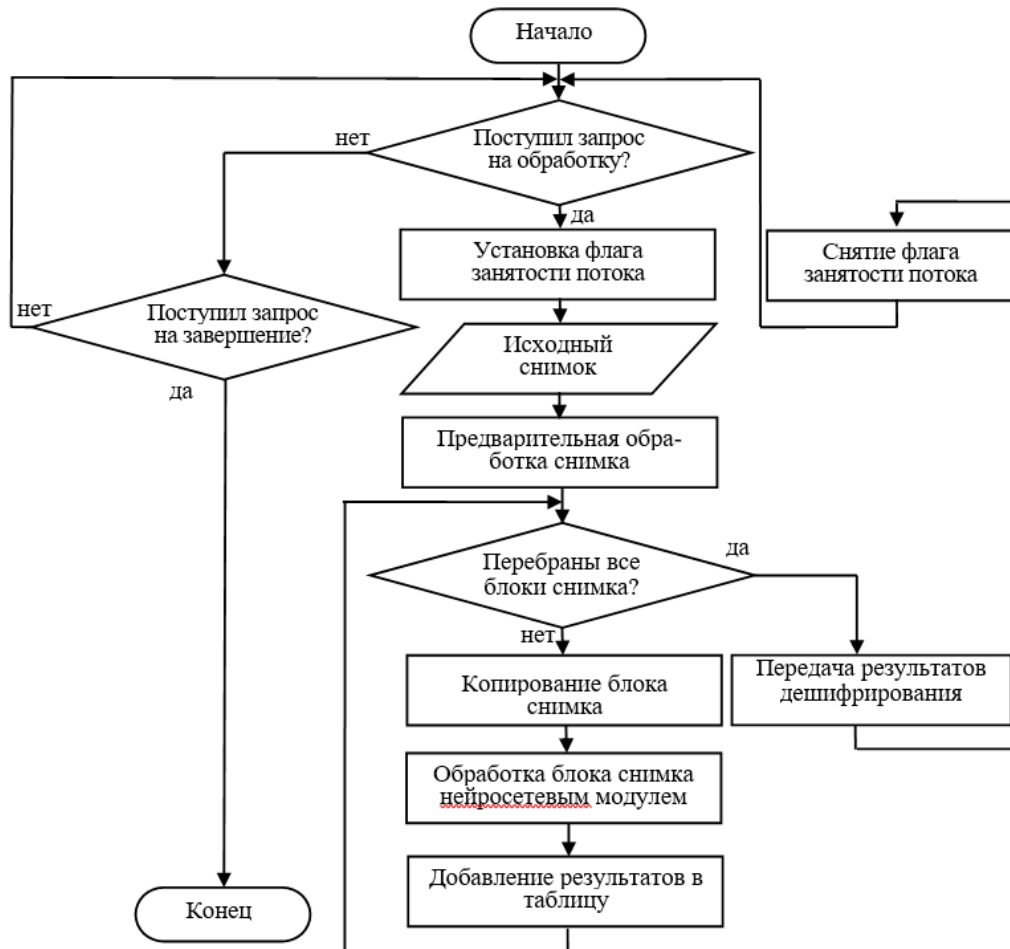 Начало
нет
Поступил запрос
на обработку?
да
Установка флага
занятости потока
Снятие флага
занятости потока
нет
Поступил запрос
на завершение?
да
Исходный
снимок
Предварительная обра-
ботка снимка
Перебраны все
блоки снимка?
да
нет
Копирование блока
снимка
Передача результатов
дешифрирования
Обработка блока снимка
нейросетевым модулем
Добавление результатов в
таблицу
Конец